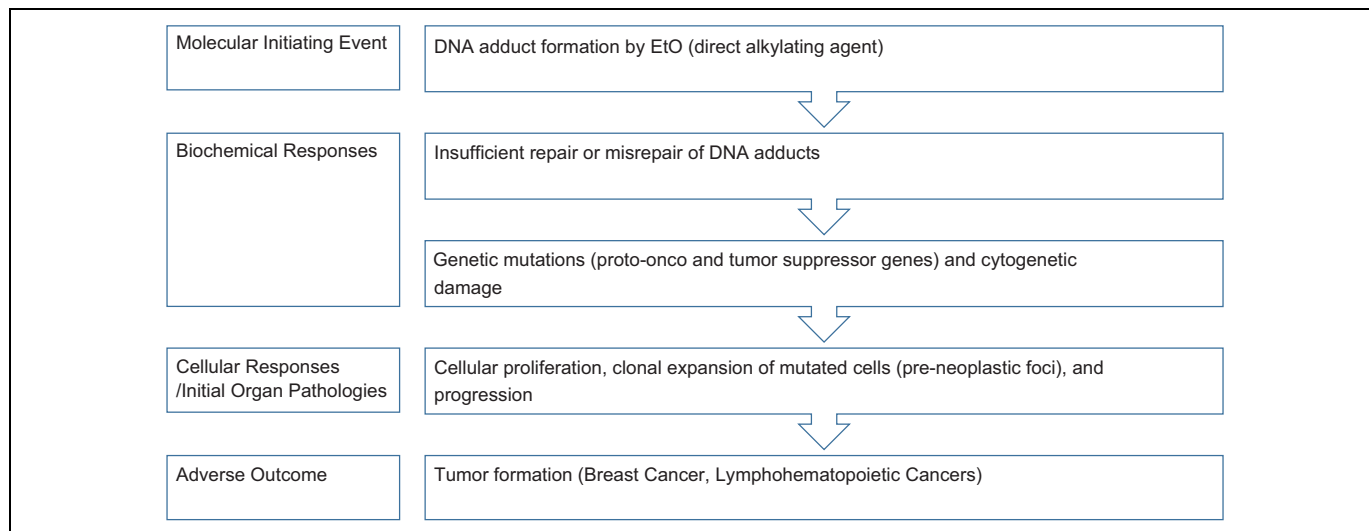 Molecular Initiating Event
DNA adduct formation by EtO (direct alkylating agent)
Biochemical Responses
Insufficient repair or misrepair of DNA adducts
Genetic mutations (proto-onco and tumor suppressor genes) and cytogenetic
damage
Cellular Responses
/Initial Organ Pathologies
Cellular proliferation, clonal expansion of mutated cells (pre-neoplastic foci), and
progression
Adverse Outcome
Tumor formation (Breast Cancer, Lymphohematopoietic Cancers)